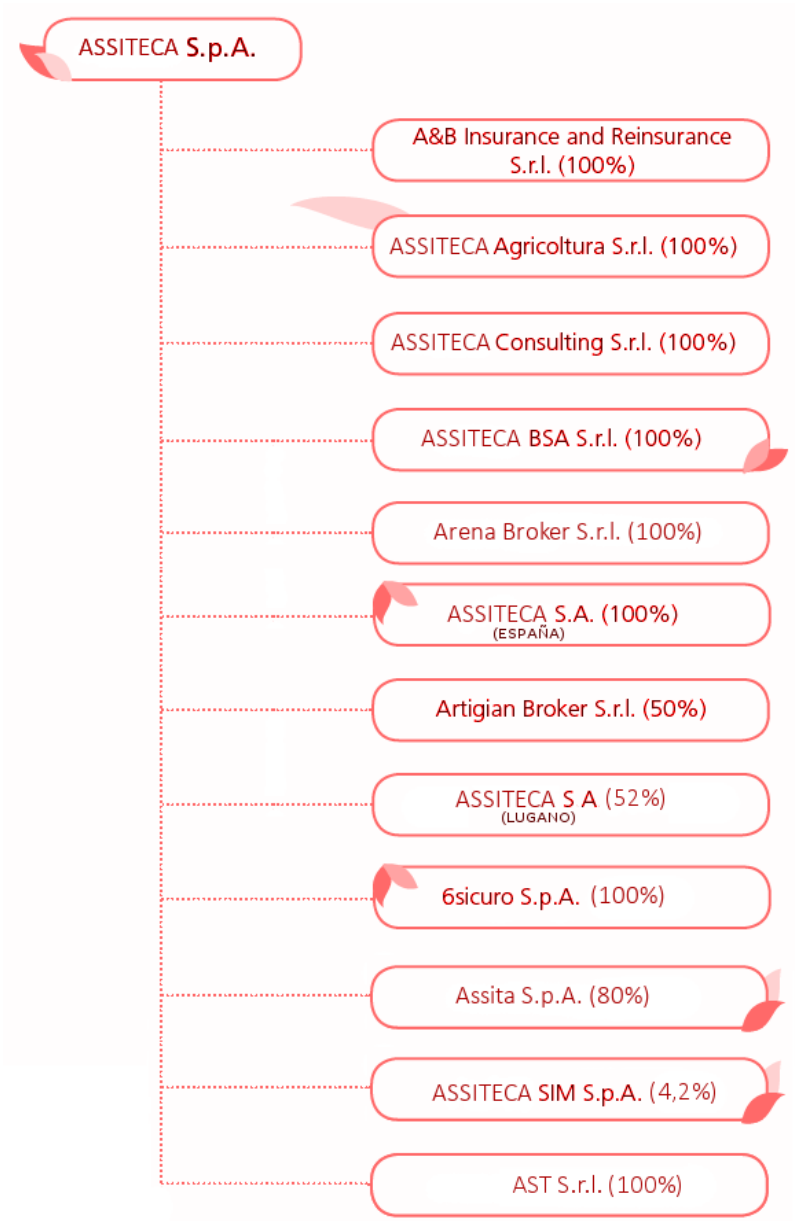 ASSITECA S.p.A.
A&B Insurance and Reinsurance
S.r.l. (100%)
ASSITECA Agricoltura S.r.l. (100%)
ASSITECA Consulting S.r.l. (100%)
ASSITECA BSA S.r.l. (100%)
Arena Broker S.r.l. (100%)
ASSITECA S.A. (100%)
(ESPAÑA)
Artigian Broker S.r.l. (50%)
ASSITECA S A (52%)
(LUGANO)
6sicuro S.p.A. (100%)
Assita S.p.A. (80%)
ASSITECA SIM S.p.A. (4,2%)
AST S.r.l. (100%)